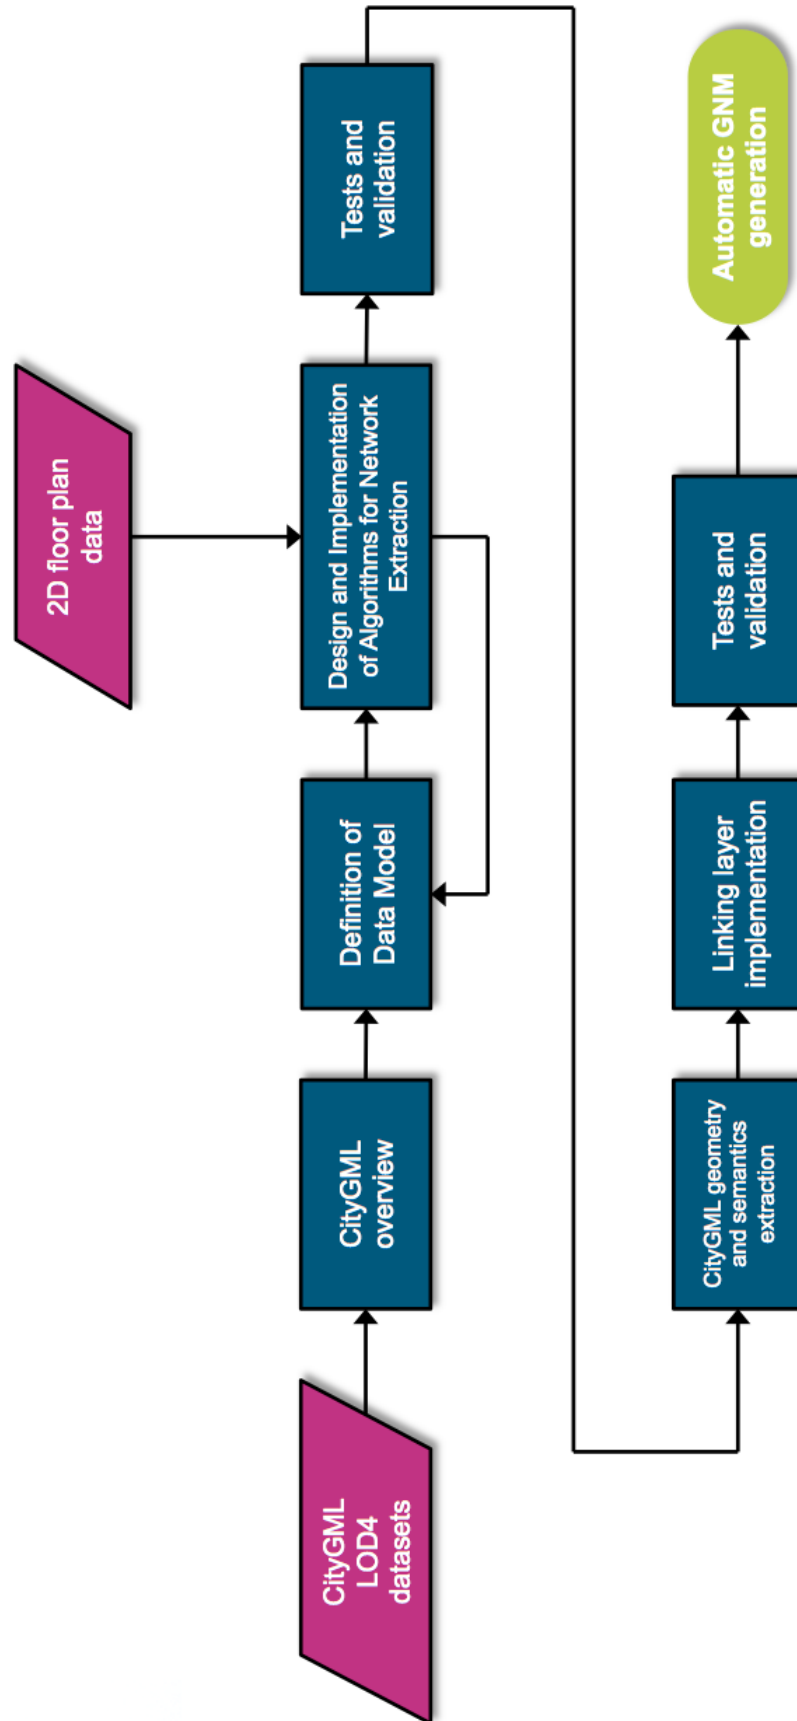 2D floor plan
data
CityGML
LOD4
datasets
CityGML
overview
Definition of
Data Model
Design and Implementation
of Algorithms for Network
Extraction
Tests and
validation
CityGML geometry
and semantics
extraction
Linking layer
implementation
Tests and
validation
Automatic GNM
generation